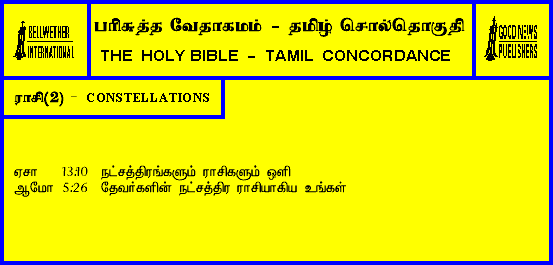 BELLWETHER
INTERNATIONAL
பரிசுத்த வேதாகமம் - தமிழ் சொல்தொகுதி
THE HOLY BIBLE - TAMIL CONCORDANCE
GOOD NEWS
PUBLISHERS
ராசி(2) - CONSTELLATIONS
ஏசா 13:10 நட்சத்திரங்களும் ராசிகளும் ஒளி
ஆமோ 5:26 தேவர்களின் நட்சத்திர ராசியாகிய உங்கள்